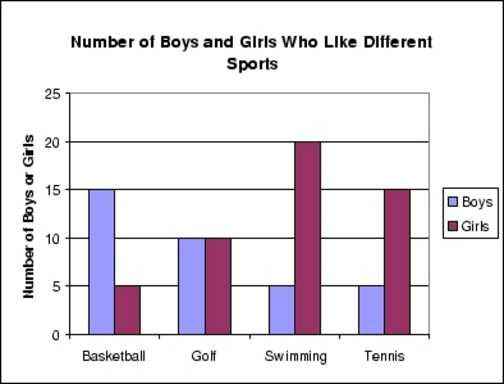 Number of Boys and Girls Who Like Different
Sports
Number of Boys or Girls
25
20
15
10
5
0
Basketball
Golf
Swimming
Tennis
Boys
Girls